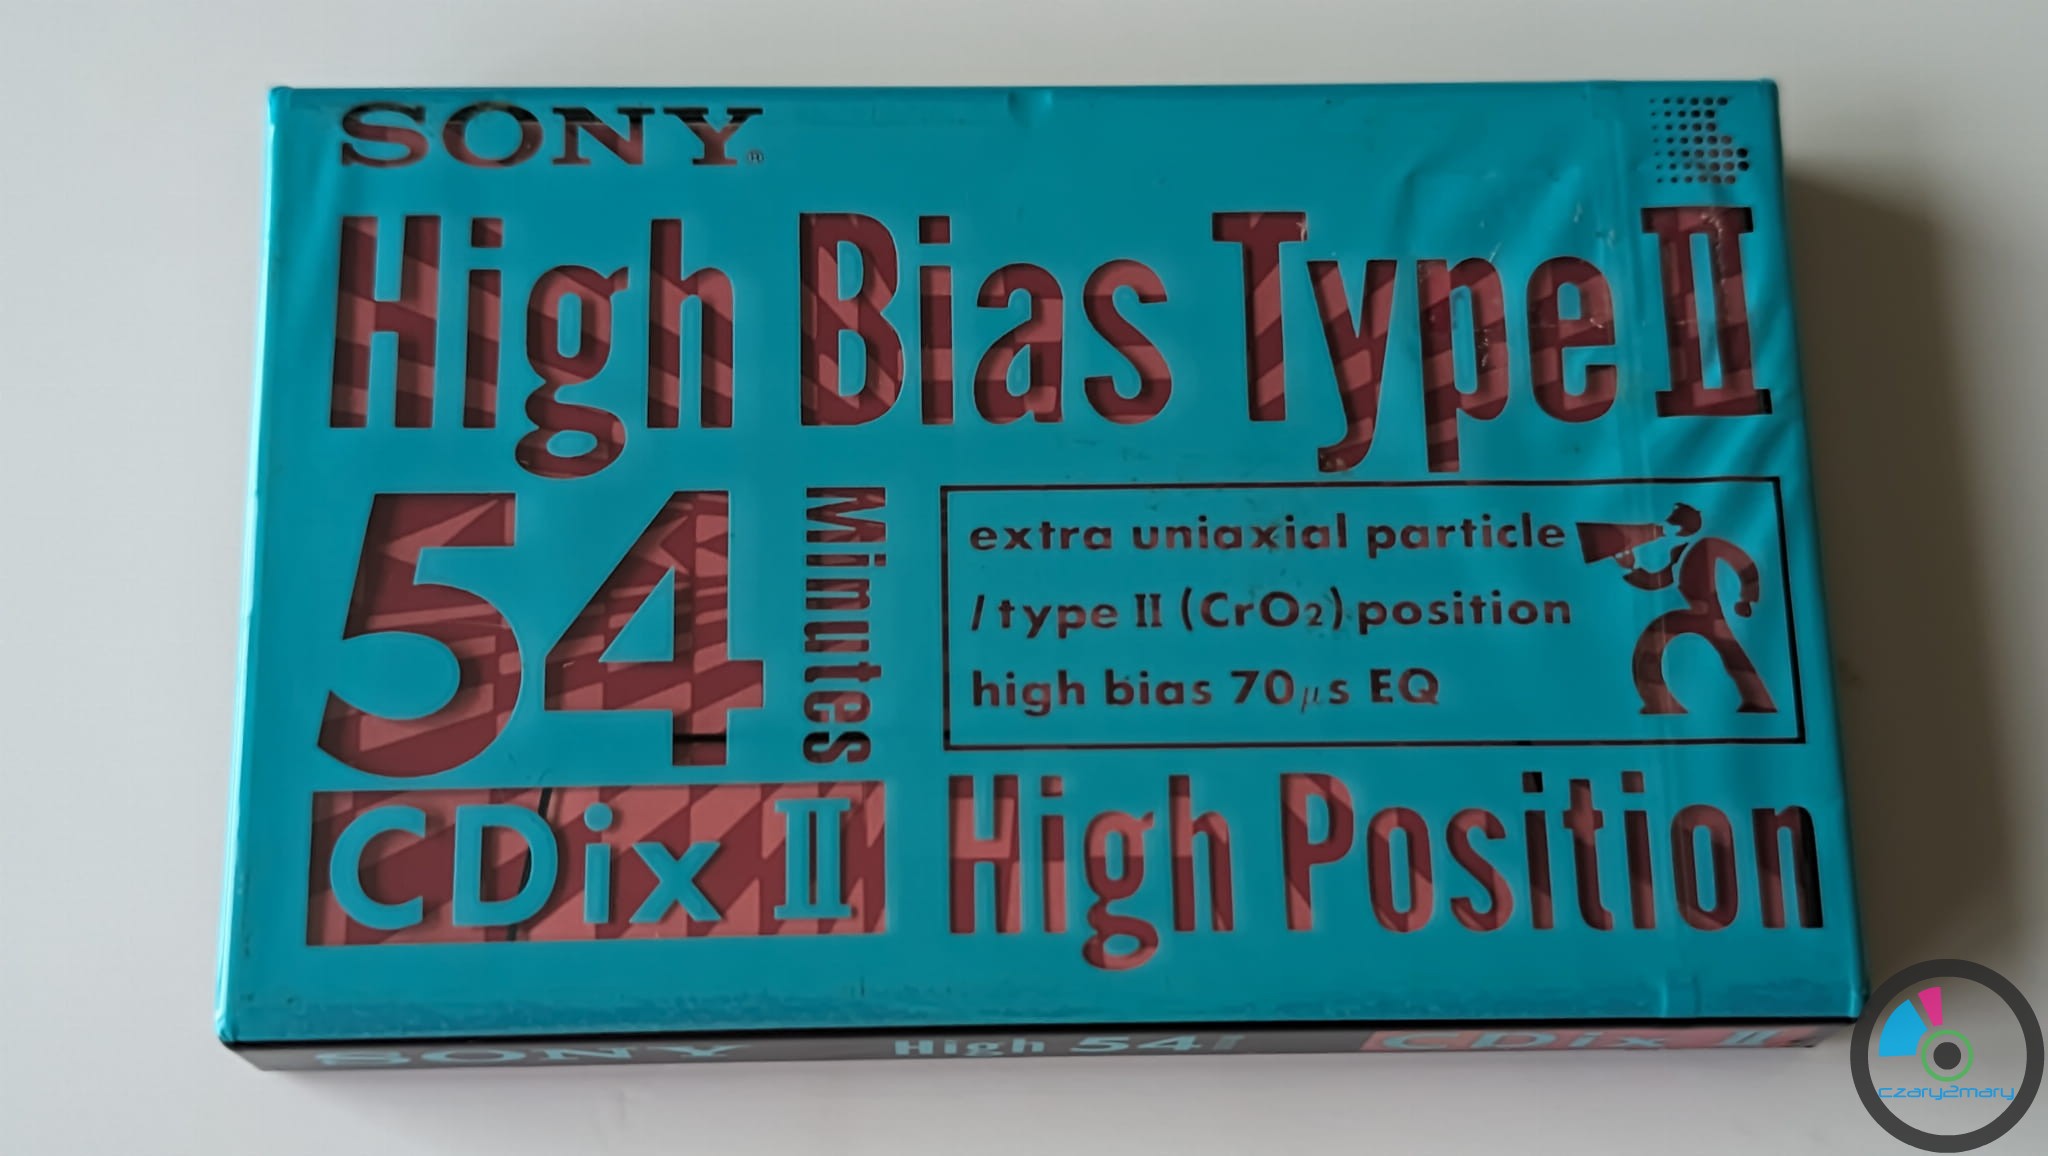 SONY®
High Bias Type II
54 Minutes
extra uniaxial particle
/type II (CrO2) position
high bias 70μs EQ
CDix II
High Position
SONY High 54 CDix II
czary2mary